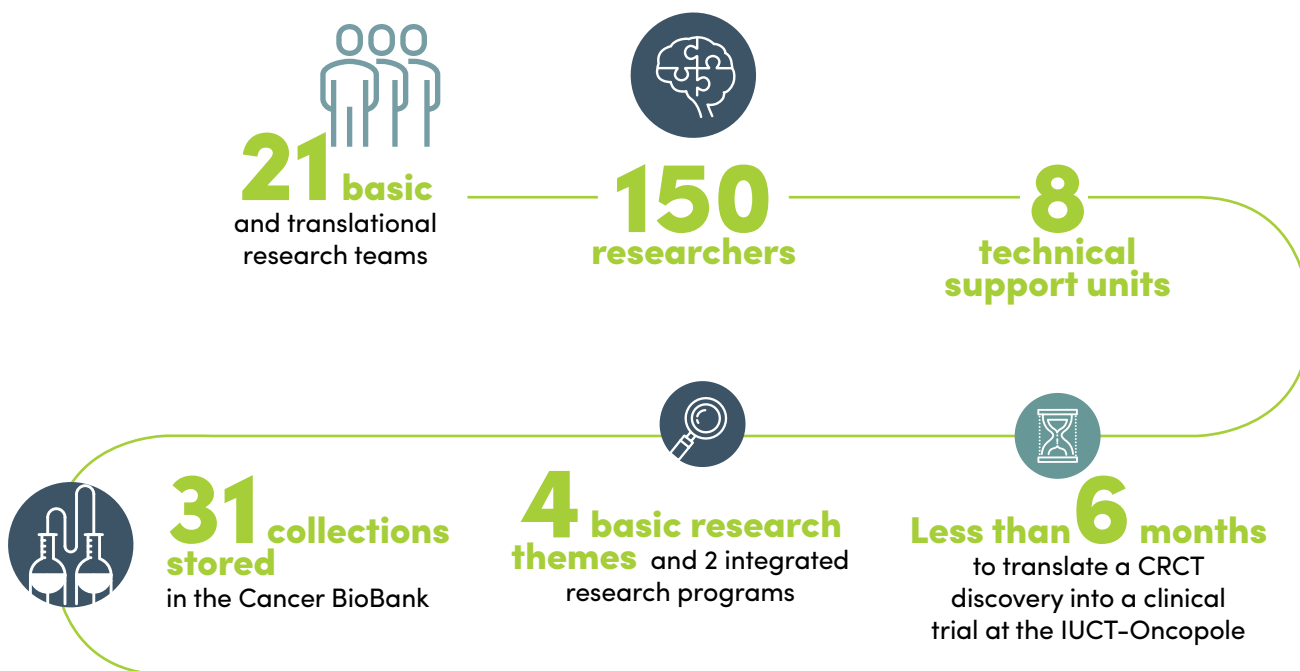 21 basic
and translational
research teams
150
researchers
8
technical
support units
31 collections
stored
in the Cancer BioBank
4 basic research
themes and 2 integrated
research programs
Less than 6 months
to translate a CRCT
discovery into a clinical
trial at the IUCT-Oncopole